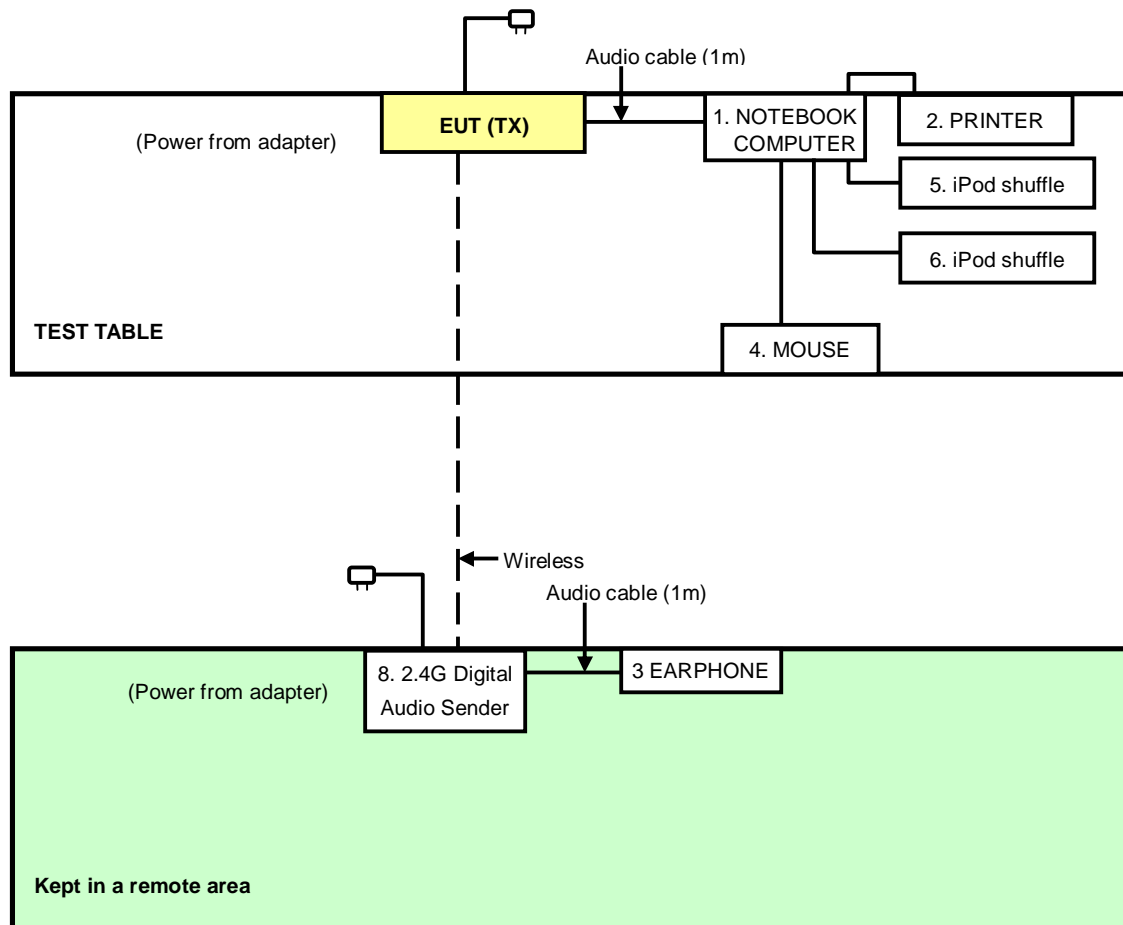 Audio cable (1m)
EUT (TX)
(Power from adapter)
1. NOTEBOOK
COMPUTER
2. PRINTER
5. iPod shuffle
6. iPod shuffle
TEST TABLE
4. MOUSE
Wireless
Audio cable (1m)
(Power from adapter)
8. 2.4G Digital
Audio Sender
3 EARPHONE
Kept in a remote area